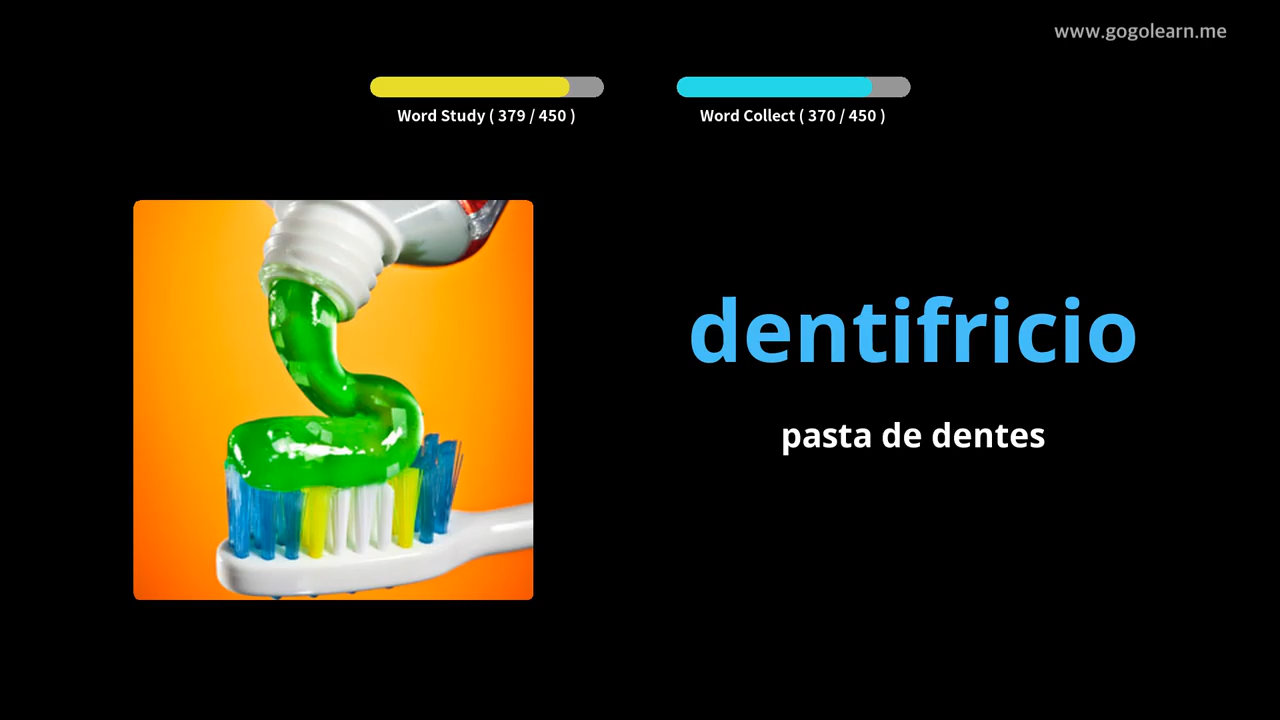 www.gogolearn.me
Word Study ( 379 / 450 )
Word Collect ( 370 / 450 )
dentifricio
pasta de dentes